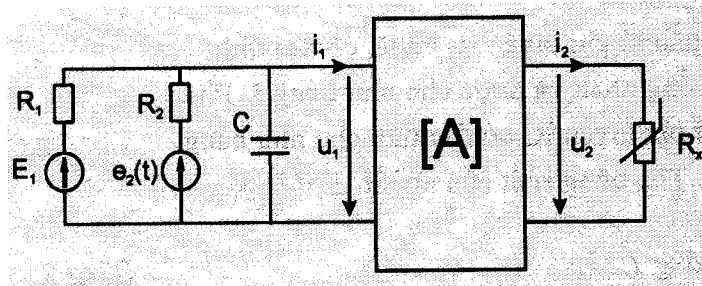 i₁
i₂
R₁
R₂
C
u₁
[A]
u₂
Rₓ
E₁
e₂(t)